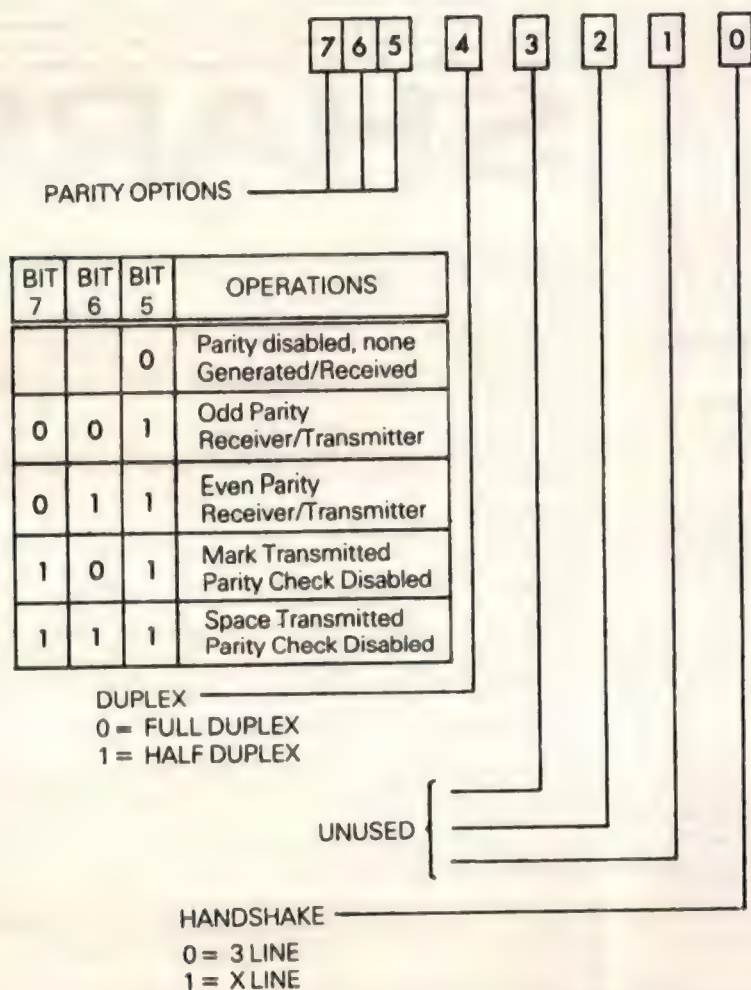 7 6 5 4 3 2 1 0
PARITY OPTIONS
BIT 7 BIT 6 BIT 5 OPERATIONS
0 Parity disabled, none
Generated/Received
0 0 1 Odd Parity
Receiver/Transmitter
0 1 1 Even Parity
Receiver/Transmitter
1 0 1 Mark Transmitted
Parity Check Disabled
1 1 1 Space Transmitted
Parity Check Disabled
DUPLEX
0 = FULL DUPLEX
1 = HALF DUPLEX
UNUSED
HANDSHAKE
0 = 3 LINE
1 = X LINE